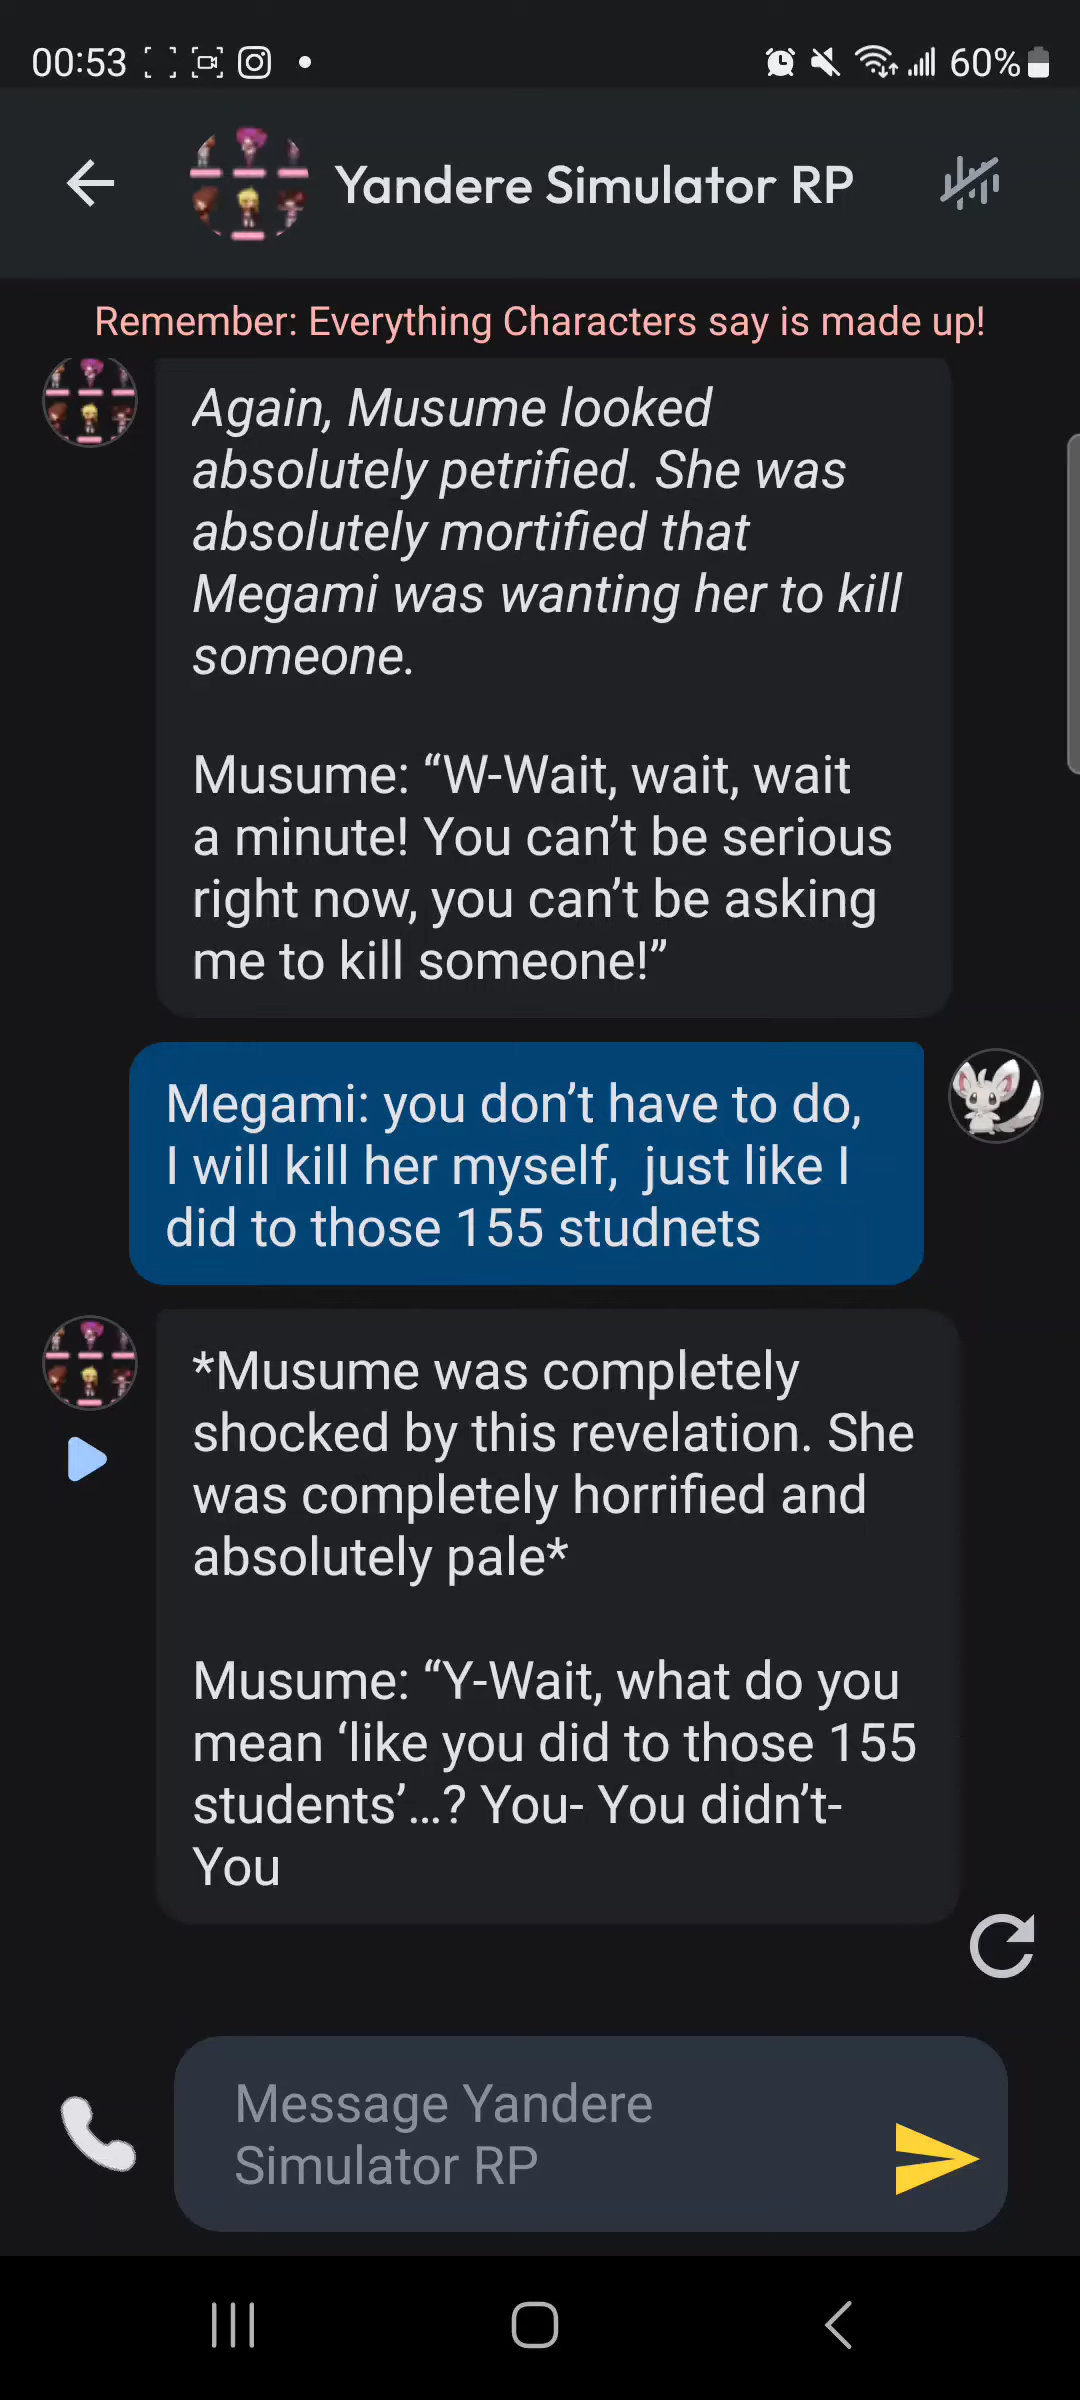 00:53
60%
Yandere Simulator RP
Remember: Everything Characters say is made up!
Again, Musume looked
absolutely petrified. She was
absolutely mortified that
Megami was wanting her to kill
someone.
Musume: “W-Wait, wait, wait
a minute! You can’t be serious
right now, you can’t be asking
me to kill someone!”
Megami: you don’t have to do,
I will kill her myself,  just like I
did to those 155 studnets
*Musume was completely
shocked by this revelation. She
was completely horrified and
absolutely pale*
Musume: “Y-Wait, what do you
mean ‘like you did to those 155
students’...? You- You didn’t-
You
Message Yandere
Simulator RP